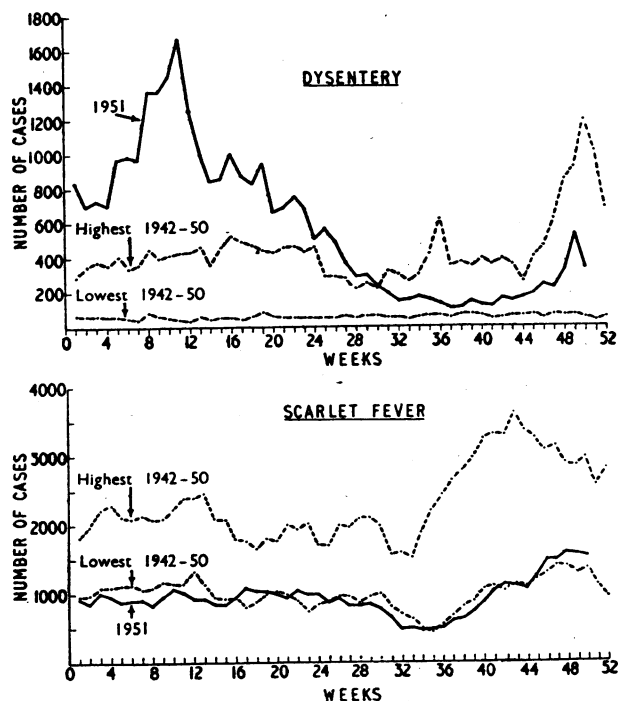 DYSENTERY
NUMBER OF CASES
1800
1600
1400
1200
1000
800
600
400
200
1951
Highest 1942-50
Lowest 1942-50
0 4 8 12 16 20 24 28 32 36 40 44 48 52
WEEKS
SCARLET FEVER
NUMBER OF CASES
4000
3000
2000
1000
Highest 1942-50
Lowest 1942-50
1951
0 4 8 12 16 20 24 28 32 36 40 44 48 52
WEEKS